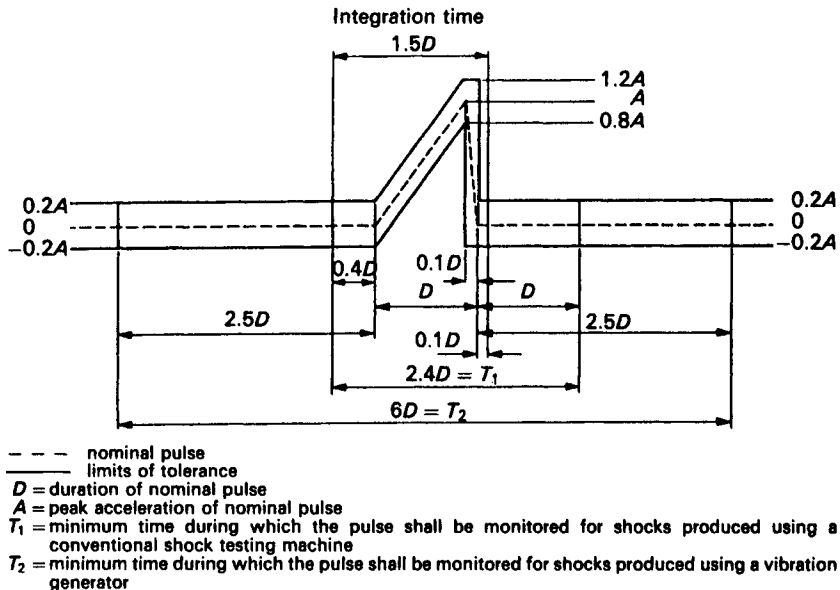 Integration time
1.5D
1.2A
A
0.8A
0.2A
0
−0.2A
0.2A
0
−0.2A
0.4D
0.1D
D
D
2.5D
2.5D
0.1D
2.4D = T₁
6D = T₂
--- nominal pulse
—— limits of tolerance
D = duration of nominal pulse
A = peak acceleration of nominal pulse
T₁ = minimum time during which the pulse shall be monitored for shocks produced using a
conventional shock testing machine
T₂ = minimum time during which the pulse shall be monitored for shocks produced using a vibration
generator